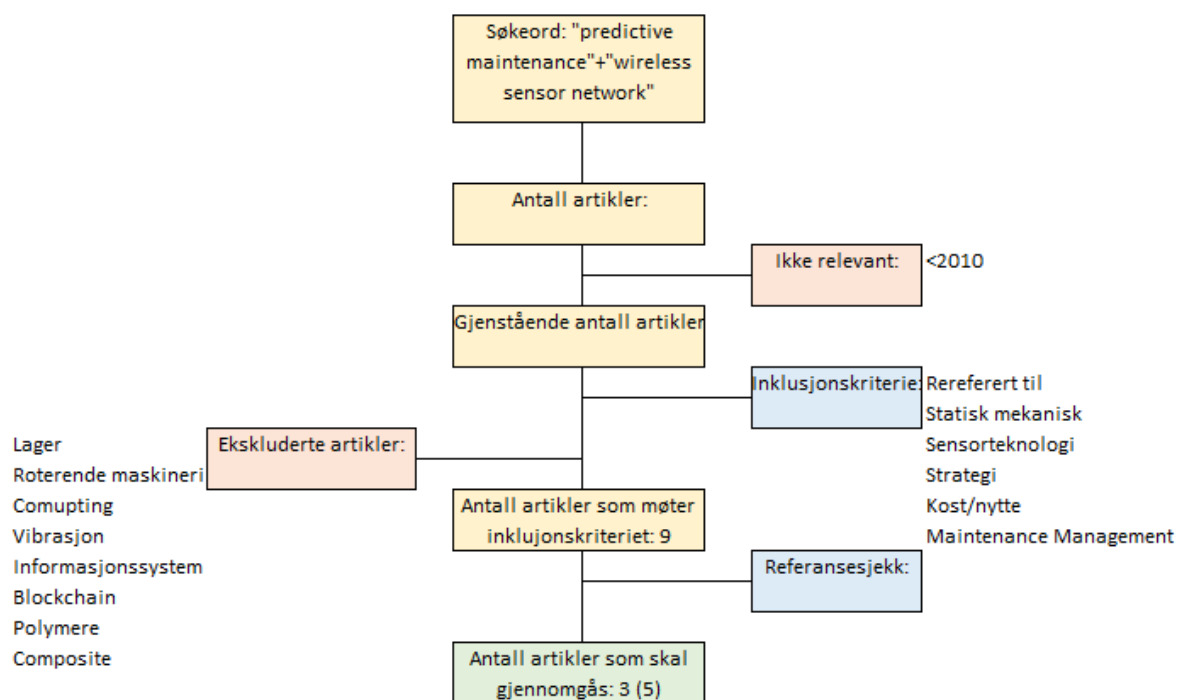 Søkeord: "predictive
maintenance"+"wireless
sensor network"
Antall artikler:
Ikke relevant:
<2010
Gjenstående antall artikler
Inklusjonskriterie:
Rereferert til
Statisk mekanisk
Sensorteknologi
Strategi
Kost/nytte
Maintenance Management
Ekskluderte artikler:
Lager
Roterende maskineri
Comupting
Vibrasjon
Informasjonssystem
Blockchain
Polymere
Composite
Antall artikler som møter
inklujonskriteriet: 9
Referansesjekk:
Antall artikler som skal
gjennomgås: 3 (5)